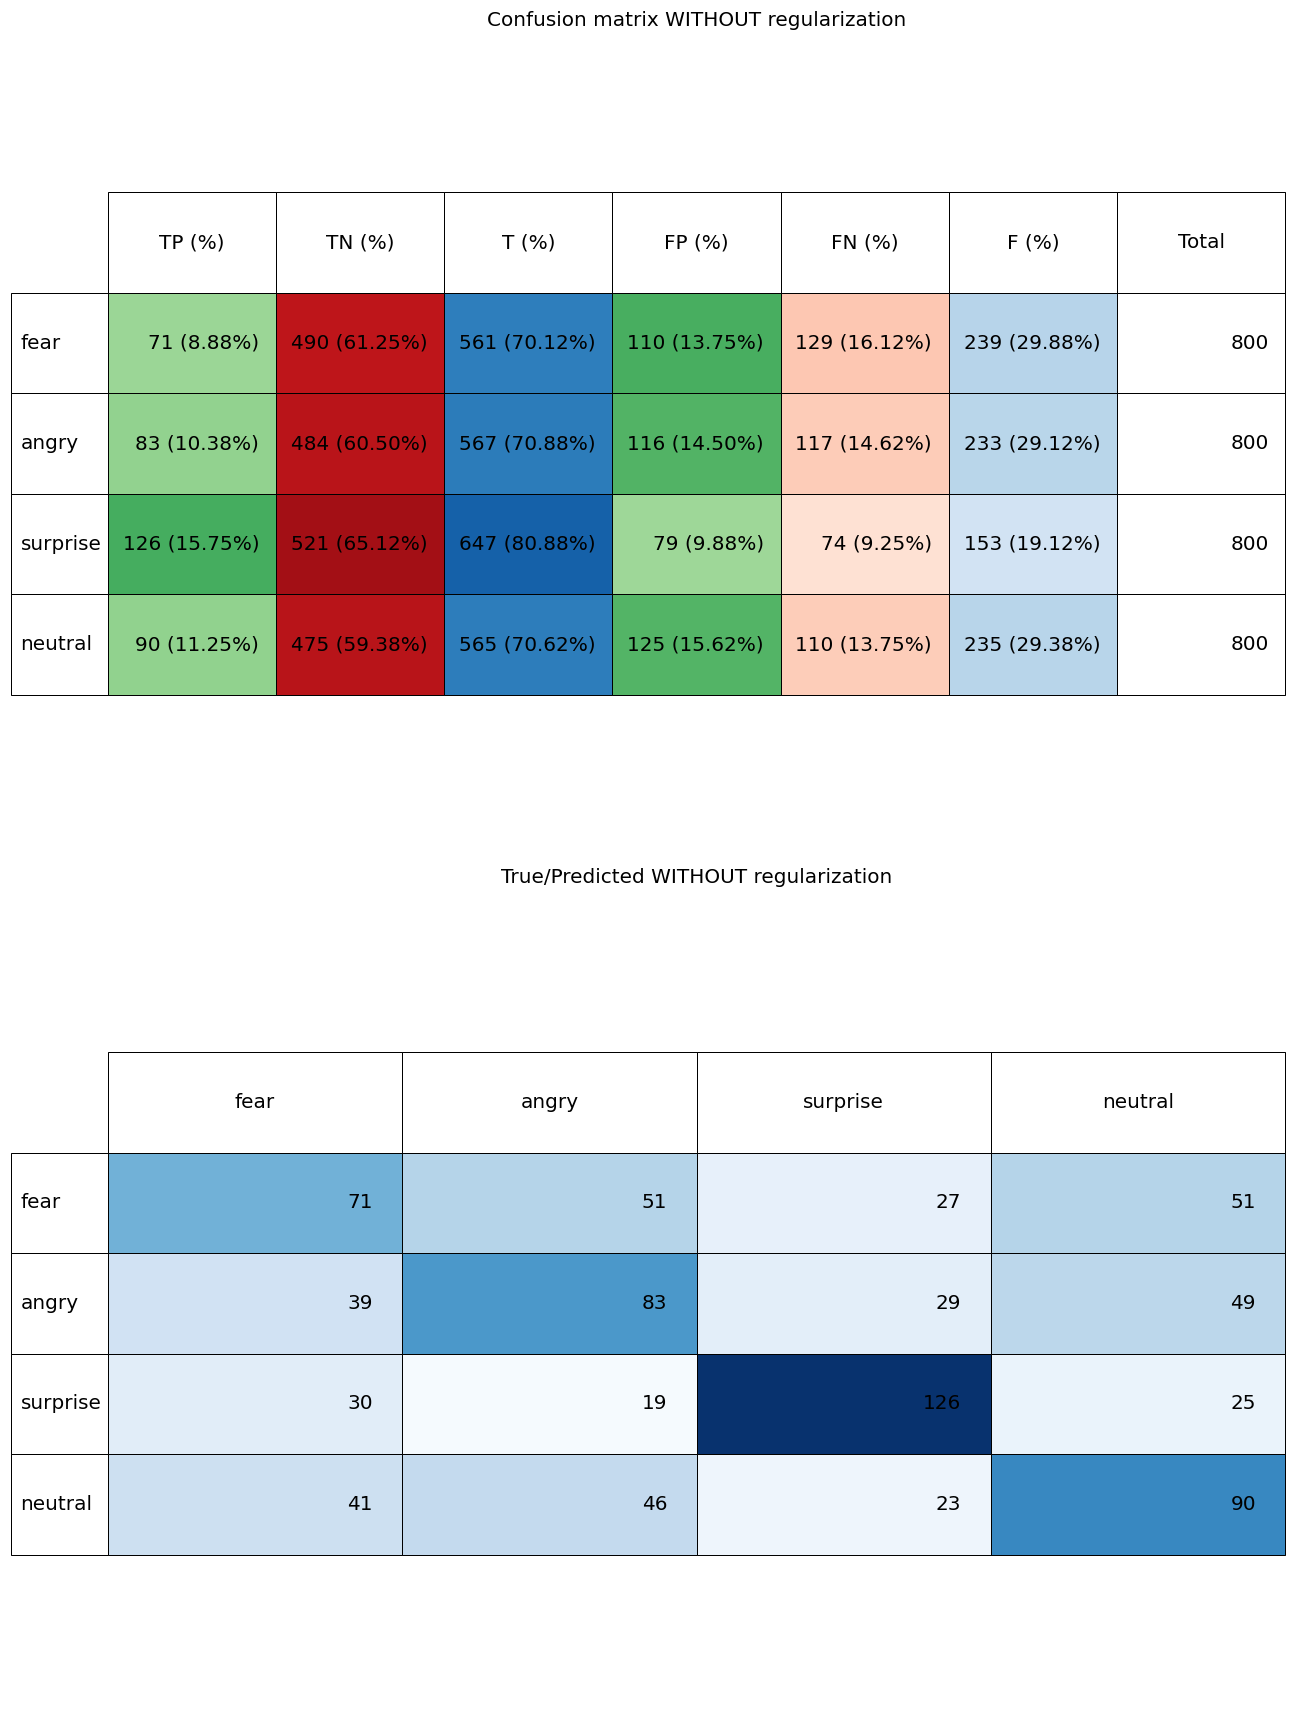 Confusion matrix WITHOUT regularization
TP (%) TN (%) T (%) FP (%) FN (%) F (%) Total
fear 71 (8.88%) 490 (61.25%) 561 (70.12%) 110 (13.75%) 129 (16.12%) 239 (29.88%) 800
angry 83 (10.38%) 484 (60.50%) 567 (70.88%) 116 (14.50%) 117 (14.62%) 233 (29.12%) 800
surprise 126 (15.75%) 521 (65.12%) 647 (80.88%) 79 (9.88%) 74 (9.25%) 153 (19.12%) 800
neutral 90 (11.25%) 475 (59.38%) 565 (70.62%) 125 (15.62%) 110 (13.75%) 235 (29.38%) 800
True/Predicted WITHOUT regularization
fear angry surprise neutral
fear 71 51 27 51
angry 39 83 29 49
surprise 30 19 126 25
neutral 41 46 23 90